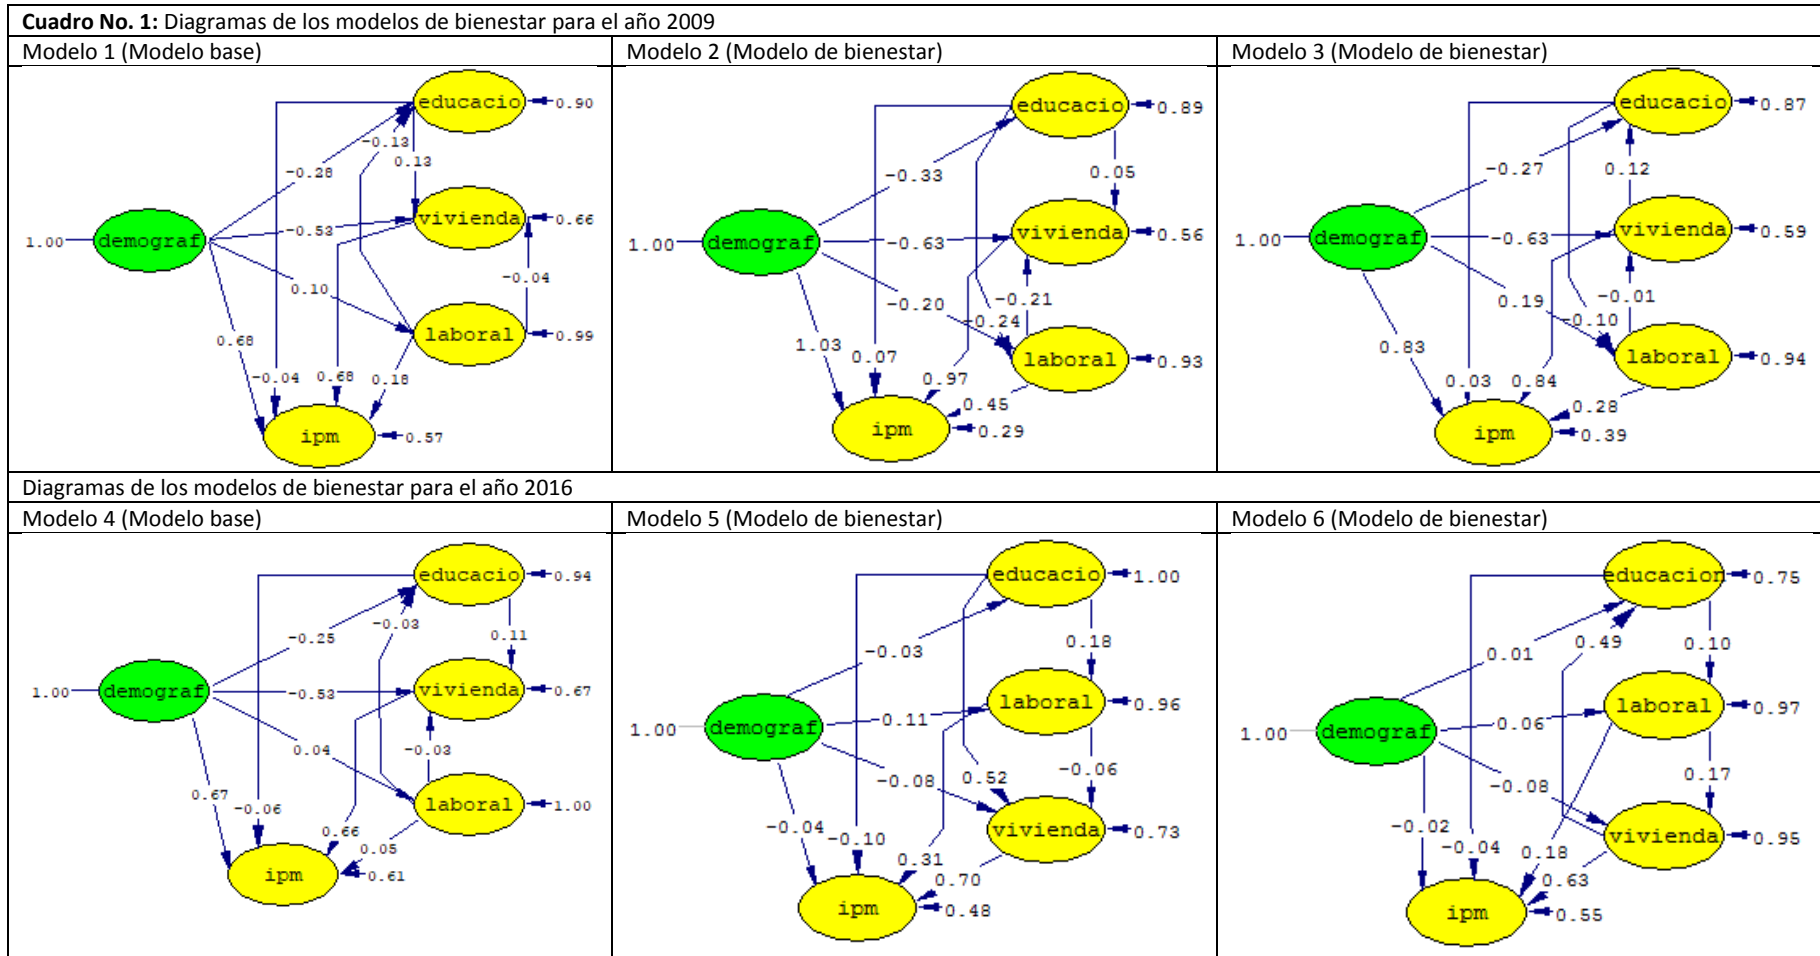 Cuadro No. 1: Diagramas de los modelos de bienestar para el año 2009
Modelo 1 (Modelo base)
educacio
0.90
-0.13
0.13
-0.28
vivienda
0.66
1.00
demograf
-0.53
-0.04
0.10
laboral
0.99
0.68
-0.04
0.68
0.18
ipm
0.57
Modelo 2 (Modelo de bienestar)
educacio
0.89
-0.33
0.05
vivienda
0.56
1.00
demograf
-0.63
-0.20
-0.21
-0.24
laboral
0.93
1.03
0.07
0.97
0.45
ipm
0.29
Modelo 3 (Modelo de bienestar)
educacio
0.87
-0.27
0.12
vivienda
0.59
1.00
demograf
-0.63
0.19
-0.01
-0.10
laboral
0.94
0.83
0.03
0.84
0.28
ipm
0.39
Diagramas de los modelos de bienestar para el año 2016
Modelo 4 (Modelo base)
educacio
0.94
-0.03
-0.25
0.11
1.00
demograf
-0.53
vivienda
0.67
0.04
-0.03
laboral
1.00
0.67
-0.06
0.66
0.05
ipm
0.61
Modelo 5 (Modelo de bienestar)
educacio
1.00
-0.03
0.18
laboral
0.96
1.00
demograf
0.11
-0.08
0.52
-0.06
vivienda
0.73
-0.04
-0.10
0.31
0.70
ipm
0.48
Modelo 6 (Modelo de bienestar)
educacion
0.75
0.01
0.49
0.10
laboral
0.97
1.00
demograf
0.06
-0.08
0.17
vivienda
0.95
-0.02
-0.04
0.18
0.63
ipm
0.55